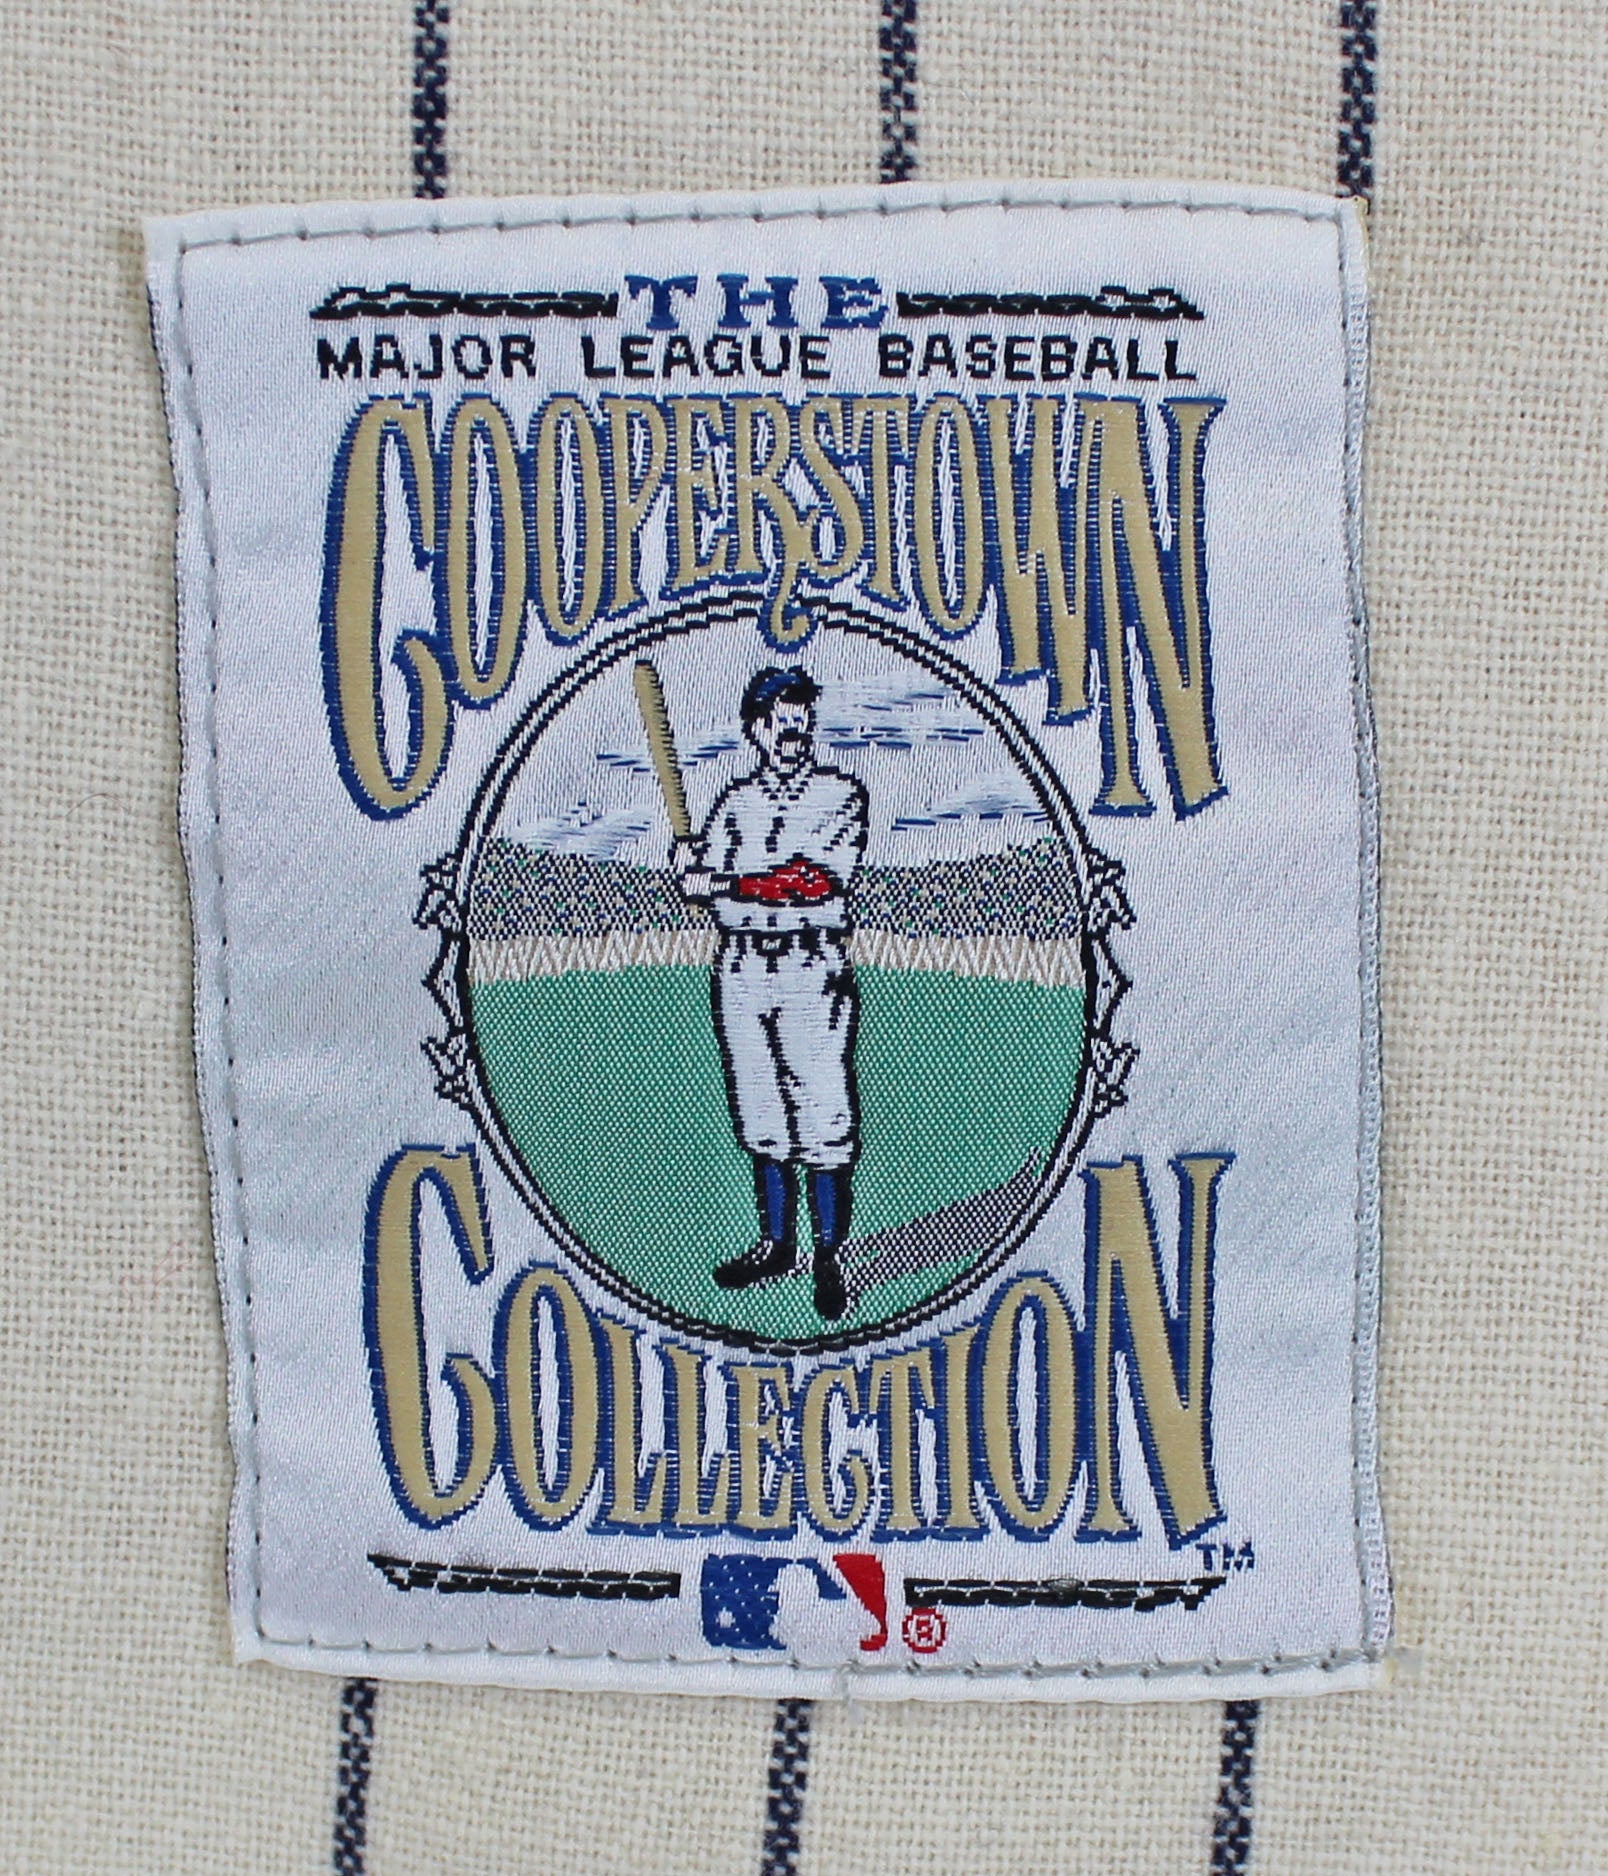 THE
MAJOR LEAGUE BASEBALL
COOPERSTOWN
COLLECTION
TM
®